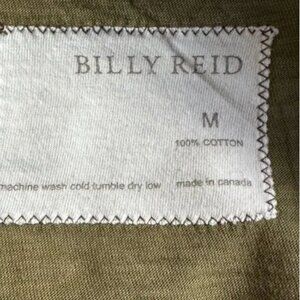 BILLY REID
M
100% COTTON
machine wash cold tumble dry low made in canada